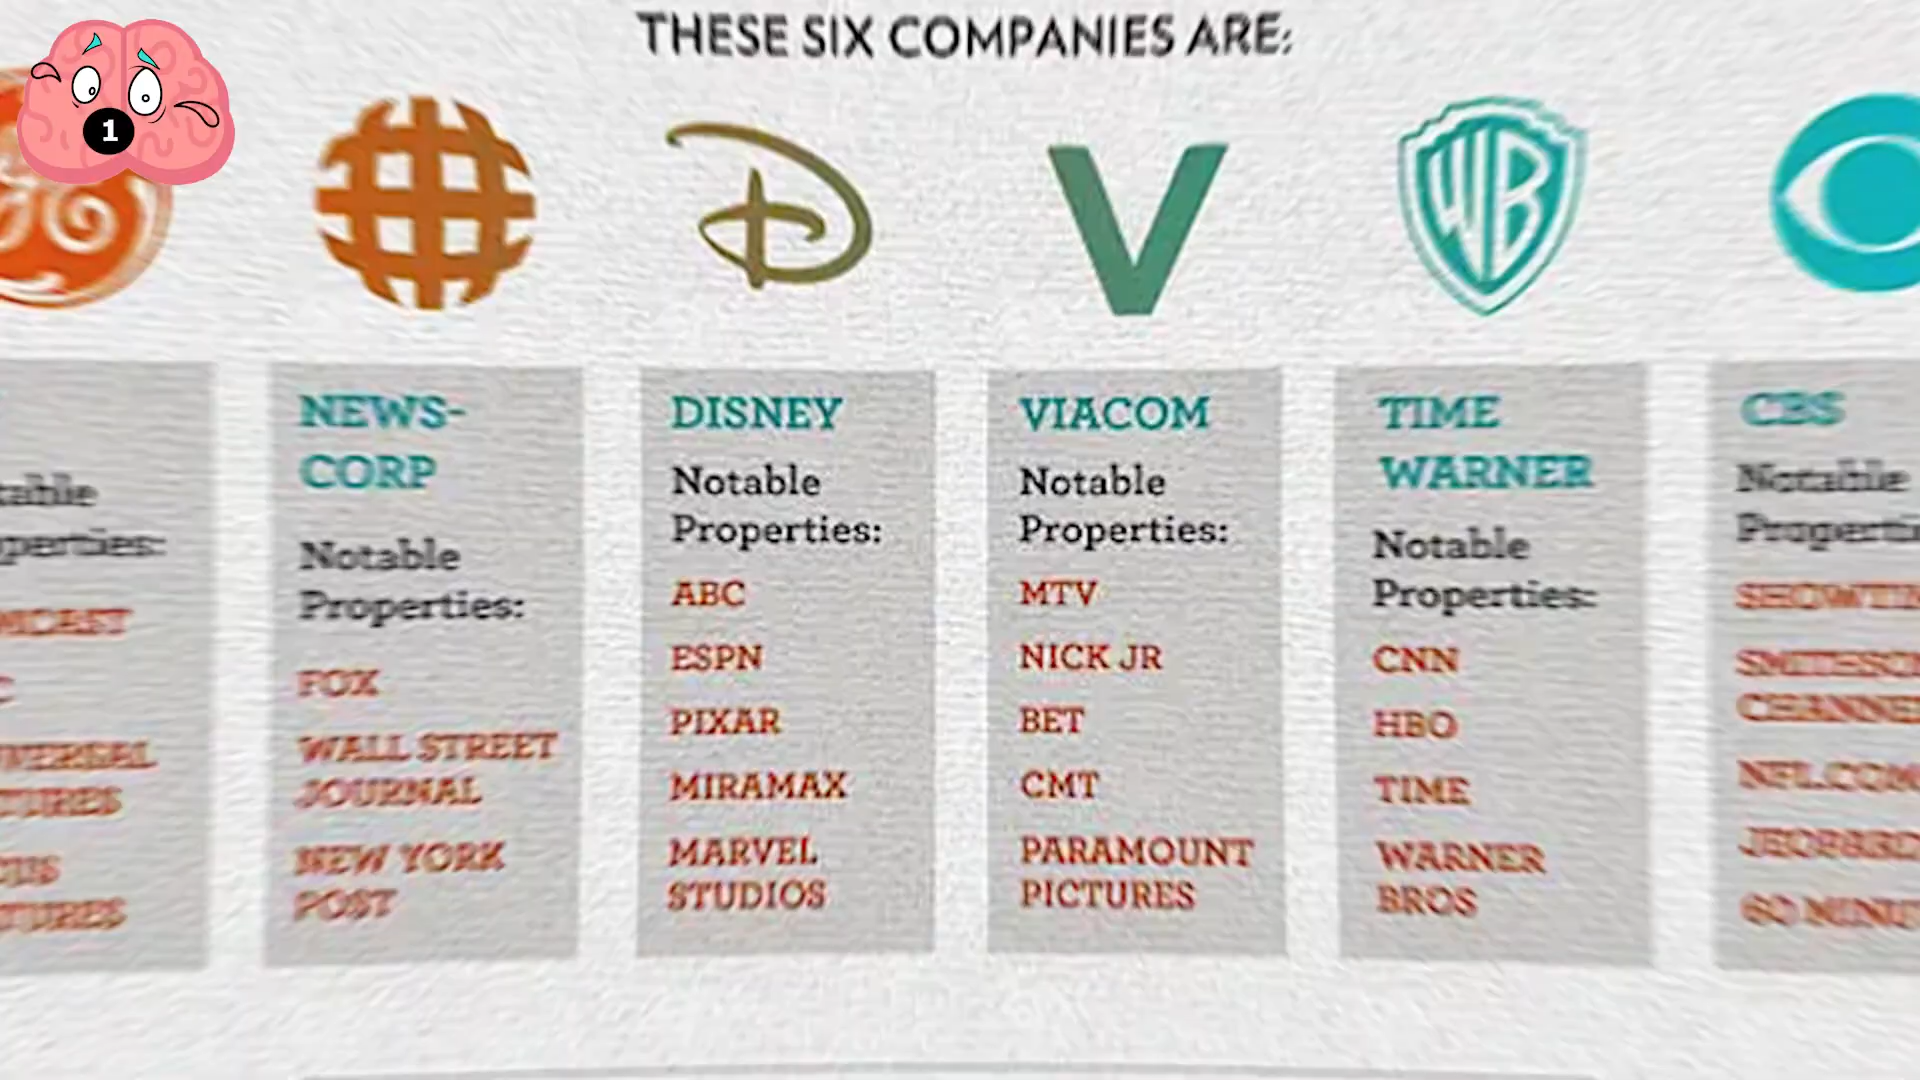 THESE SIX COMPANIES ARE:
1
WB
NEWS-
CORP
Notable
Properties:
FOX
WALL STREET
JOURNAL
NEW YORK
POST
DISNEY
Notable
Properties:
ABC
ESPN
PIXAR
MIRAMAX
MARVEL
STUDIOS
VIACOM
Notable
Properties:
MTV
NICK JR
BET
CMT
PARAMOUNT
PICTURES
TIME
WARNER
Notable
Properties:
CNN
HBO
TIME
WARNER
BROS
CBS
Notable